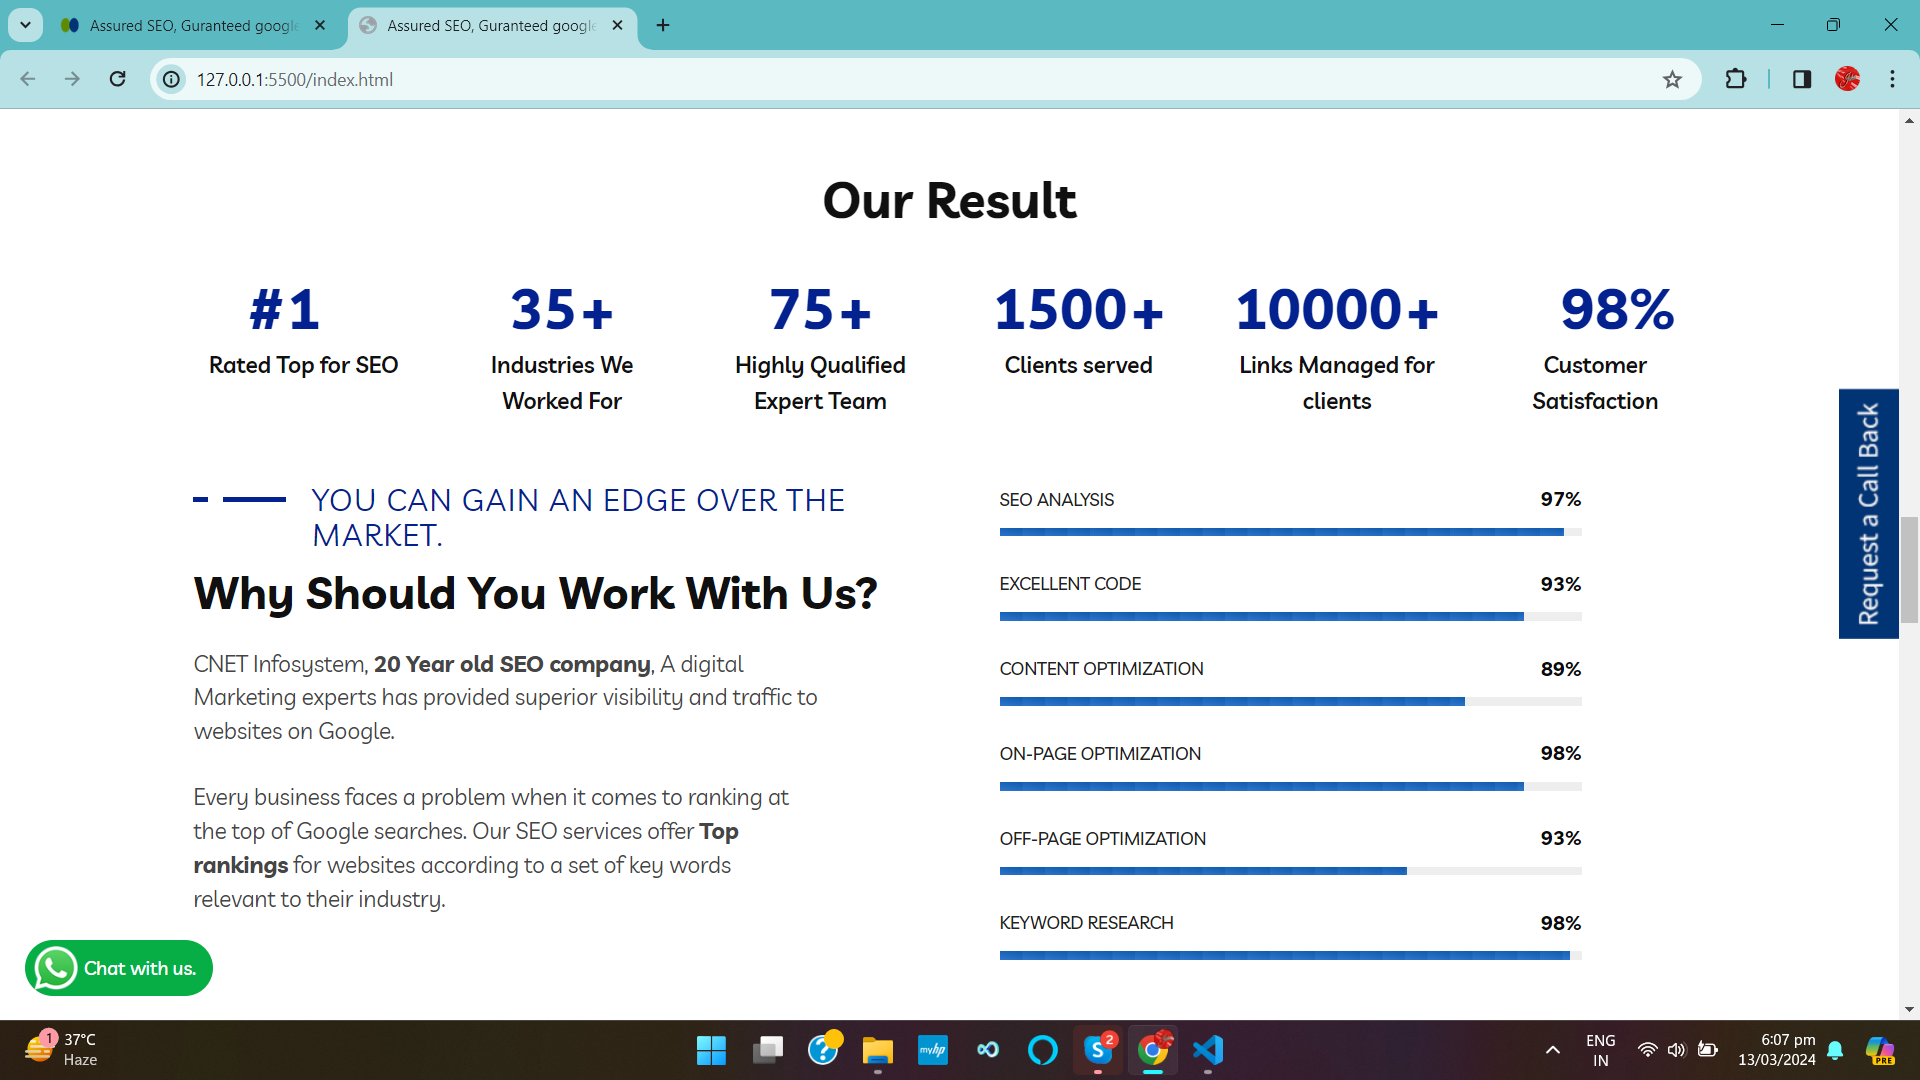 Assured SEO, Guranteed google
Assured SEO, Guranteed google
127.0.0.1:5500/index.html
Our Result
#1
35+
75+
1500+
10000+
98%
Rated Top for SEO
Industries We
Worked For
Highly Qualified
Expert Team
Clients served
Links Managed for
clients
Customer
Satisfaction
Request a Call Back
YOU CAN GAIN AN EDGE OVER THE
MARKET.
Why Should You Work With Us?
CNET Infosystem, 20 Year old SEO company, A digital
Marketing experts has provided superior visibility and traffic to
websites on Google.
Every business faces a problem when it comes to ranking at
the top of Google searches. Our SEO services offer Top
rankings for websites according to a set of key words
relevant to their industry.
SEO ANALYSIS 97%
EXCELLENT CODE 93%
CONTENT OPTIMIZATION 89%
ON-PAGE OPTIMIZATION 98%
OFF-PAGE OPTIMIZATION 93%
KEYWORD RESEARCH 98%
Chat with us.
1
37°C
Haze
myhp
2
ENG
IN
6:07 pm
13/03/2024
PRE